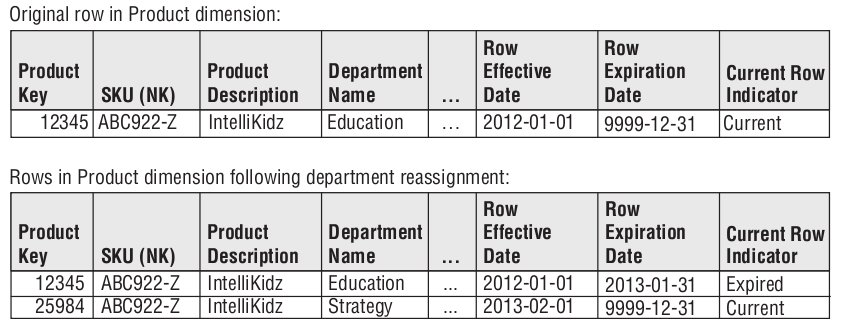 Original row in Product dimension:
Product Key SKU (NK) Product Description Department Name ... Row Effective Date Row Expiration Date Current Row Indicator
12345 ABC922-Z IntelliKidz Education ... 2012-01-01 9999-12-31 Current
Rows in Product dimension following department reassignment:
Product Key SKU (NK) Product Description Department Name ... Row Effective Date Row Expiration Date Current Row Indicator
12345 ABC922-Z IntelliKidz Education ... 2012-01-01 2013-01-31 Expired
25984 ABC922-Z IntelliKidz Strategy ... 2013-02-01 9999-12-31 Current